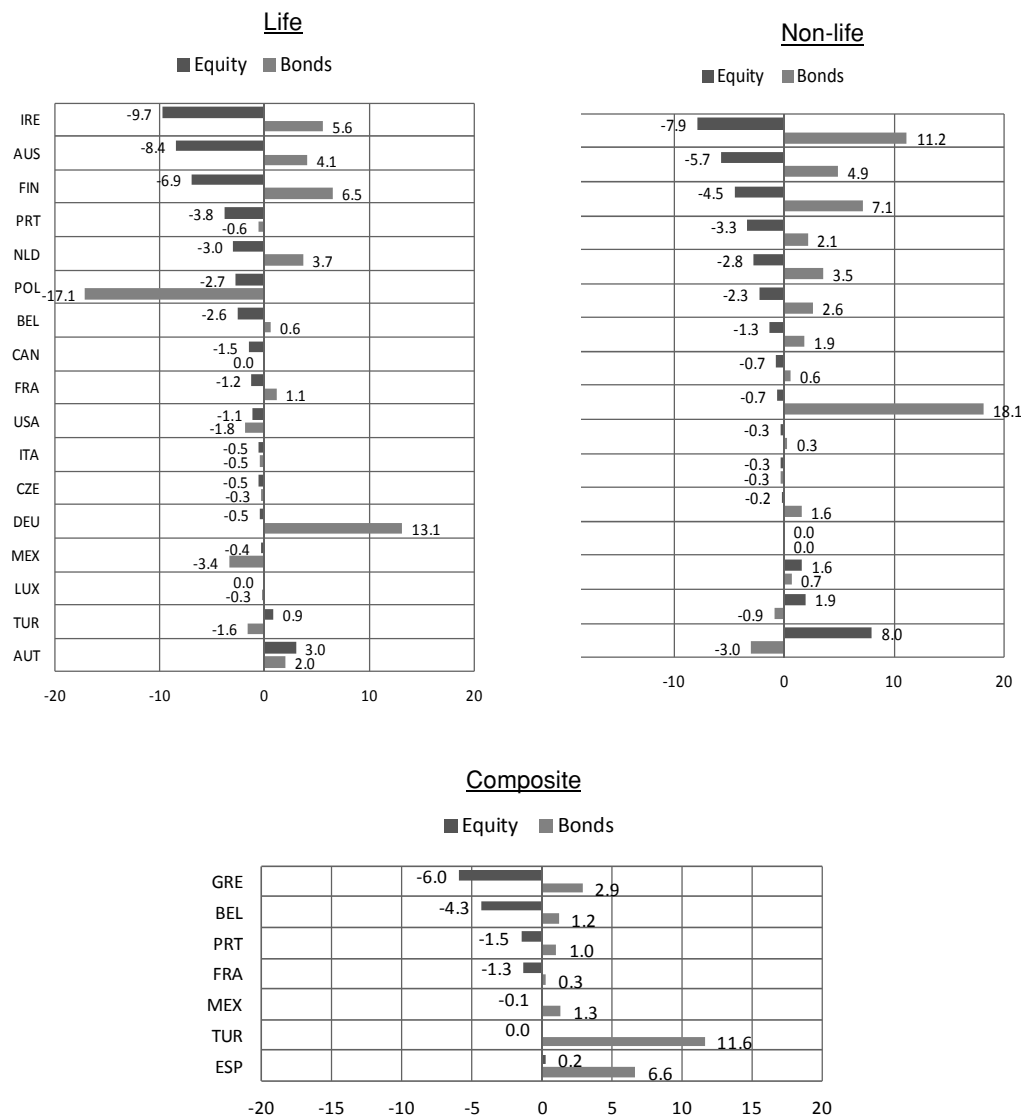 Life
Equity Bonds
IRE -9.7 5.6
AUS -8.4 4.1
FIN -6.9 6.5
PRT -3.8 -0.6
NLD -3.0 3.7
POL -2.7 -17.1
BEL -2.6 0.6
CAN -1.5 0.0
FRA -1.2 1.1
USA -1.1 -1.8
ITA -0.5 -0.5
CZE -0.5 -0.3
DEU -0.5 13.1
MEX -0.4 -3.4
LUX 0.0 -0.3
TUR 0.9 -1.6
AUT 3.0 2.0
-20 -10 0 10 20
Non-life
Equity Bonds
-7.9 11.2
-5.7 4.9
-4.5 7.1
-3.3 2.1
-2.8 3.5
-2.3 2.6
-1.3 1.9
-0.7 0.6
-0.7 18.1
-0.3 0.3
-0.3 -0.3
-0.2 1.6
0.0 0.0
1.6 0.7
1.9 -0.9
8.0 -3.0
-10 0 10 20
Composite
Equity Bonds
GRE -6.0 2.9
BEL -4.3 1.2
PRT -1.5 1.0
FRA -1.3 0.3
MEX -0.1 1.3
TUR 0.0 11.6
ESP 0.2 6.6
-20 -15 -10 -5 0 5 10 15 20